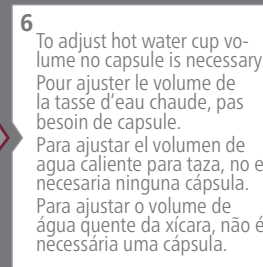 6
To adjust hot water cup vo-
lume no capsule is necessary
Pour ajuster le volume de
la tasse d'eau chaude, pas
besoin de capsule.
Para ajustar el volumen de
agua caliente para taza, no e
necesaria ninguna cápsula.
Para ajustar o volume de
água quente da xícara, não é
necessária uma cápsula.